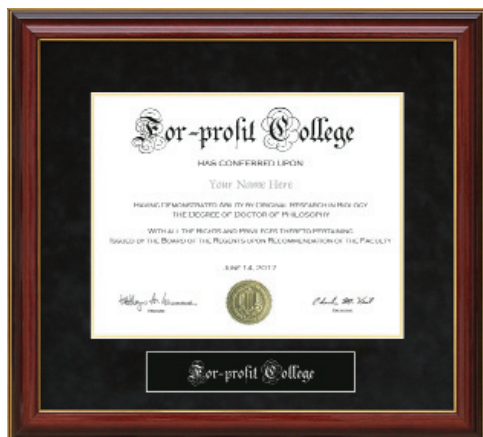 For-profit College
HAS CONFERRED UPON
Your Name Here
HAVING DEMONSTRATED ABILITY BY ORIGINAL RESEARCH IN BIOLOGY
THE DEGREE OF DOCTOR OF PHILOSOPHY
WITH ALL THE RIGHTS AND PRIVILEGES THERETO PERTAINING
ISSUED BY THE BOARD OF THE REGENTS UPON RECOMMENDATION OF THE FACULTY
JUNE 14, 2017
For-profit College